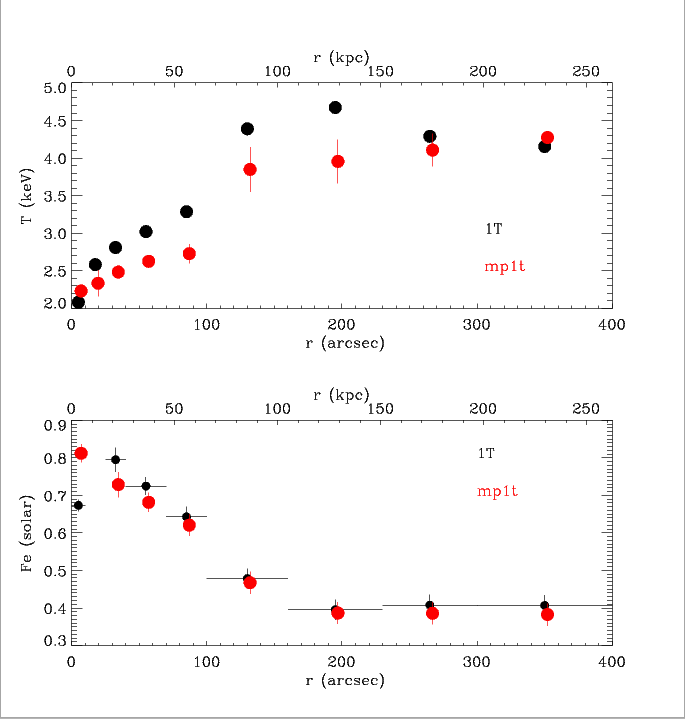 r (kpc)
0 50 100 150 200 250
5.0
4.5
4.0
3.5
3.0
2.5
2.0
T (keV)
1T
mp1t
0 100 200 300 400
r (arcsec)
r (kpc)
0 50 100 150 200 250
0.9
0.8
0.7
0.6
0.5
0.4
0.3
Fe (solar)
1T
mp1t
0 100 200 300 400
r (arcsec)